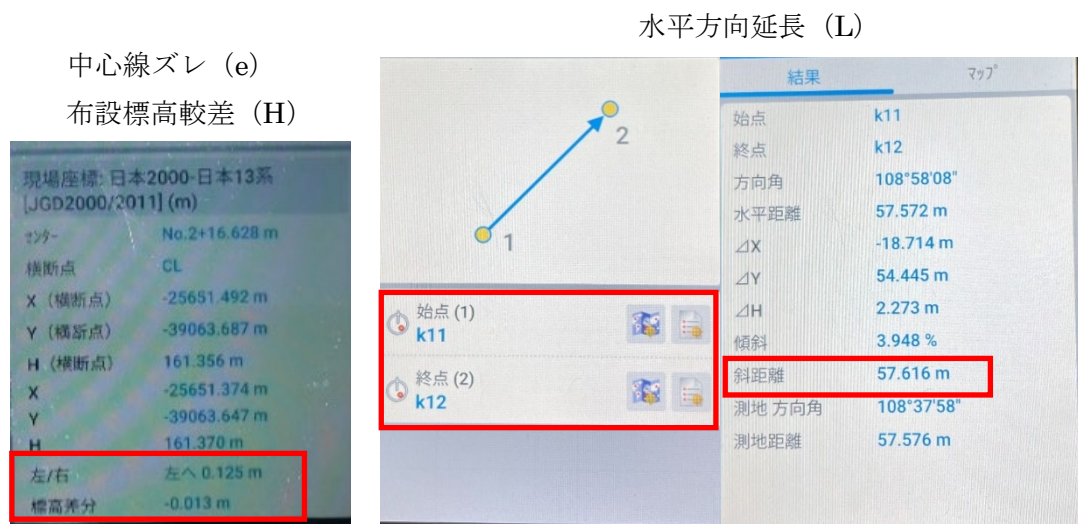 水平方向延長（L）
中心線ズレ（e）
布設標高較差（H）
現場座標: 日本2000-日本13系
[JGD2000/2011] (m)
ｾﾝﾀｰ No.2+16.628 m
横断点 CL
X（横断点） -25651.492 m
Y（横断点） -39063.687 m
H（横断点） 161.356 m
X -25651.374 m
Y -39063.647 m
H 161.370 m
左/右 左へ 0.125 m
標高差分 -0.013 m
1
2
始点 (1)
k11
終点 (2)
k12
結果 ﾏｯﾌﾟ
始点 k11
終点 k12
方向角 108°58'08"
水平距離 57.572 m
⊿X -18.714 m
⊿Y 54.445 m
⊿H 2.273 m
傾斜 3.948 %
斜距離 57.616 m
測地 方向角 108°37'58"
測地距離 57.576 m